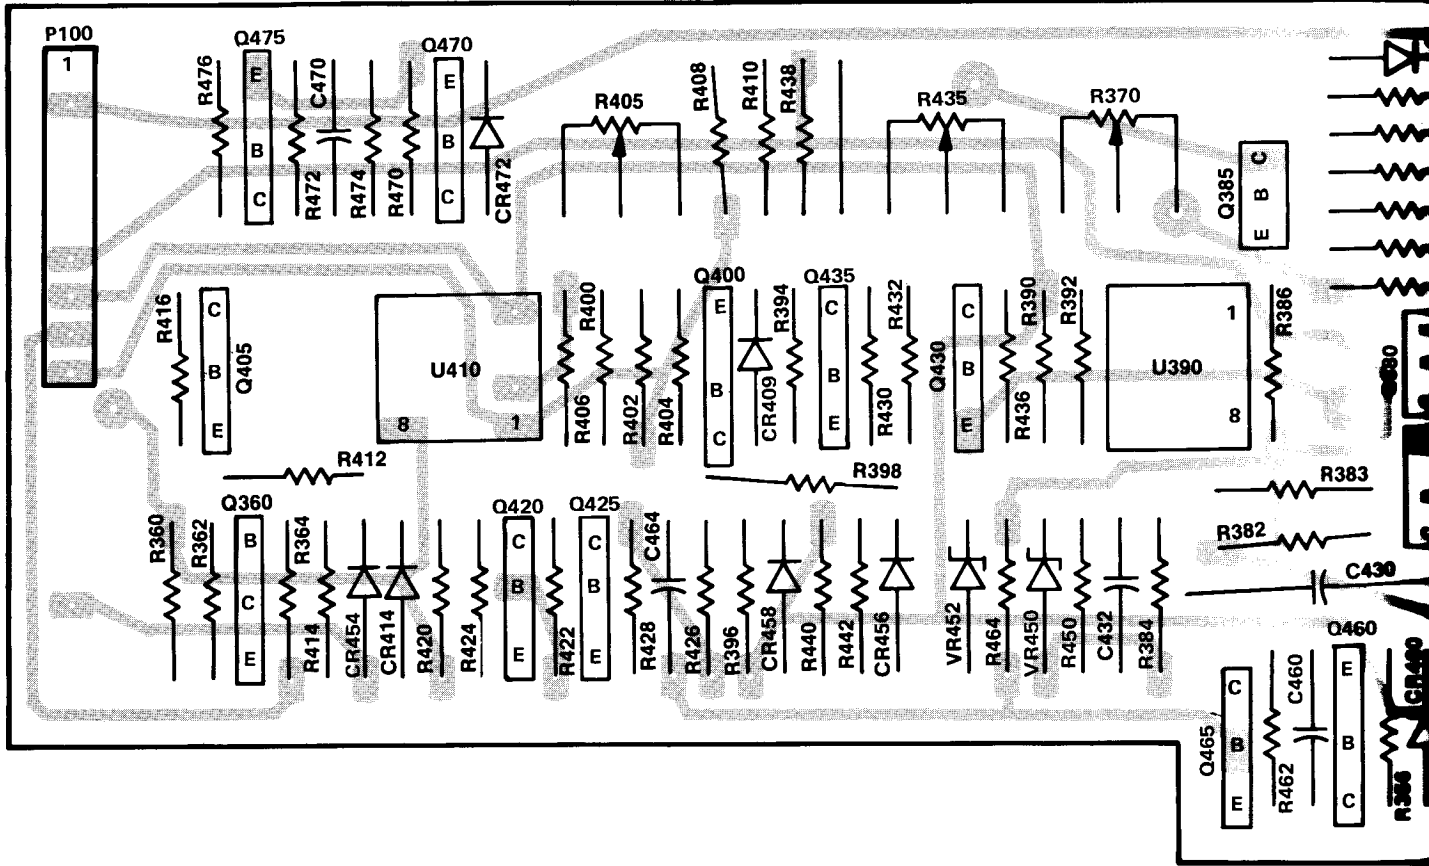 P100
1
R476
Q475
E
B
C
R472
C470
R474
R470
Q470
E
B
C
CR472
R405
R408
R410
R438
R435
R370
Q385
C
B
E
R416
C
B
E
Q405
U410
8
1
R406
R400
R402
R404
Q400
E
B
C
CR409
R394
Q435
C
B
E
R430
R432
Q430
C
B
E
R436
R390
R392
U390
1
8
R386
R412
R398
R383
R382
C430
R360
R362
Q360
B
C
E
R364
R414
CR454
CR414
R420
R424
Q420
C
B
E
R422
Q425
C
B
E
R428
C464
R426
R396
CR458
R440
R442
CR456
VR452
R464
VR450
R450
C432
R384
Q465
C
B
E
R462
C460
Q460
E
B
C